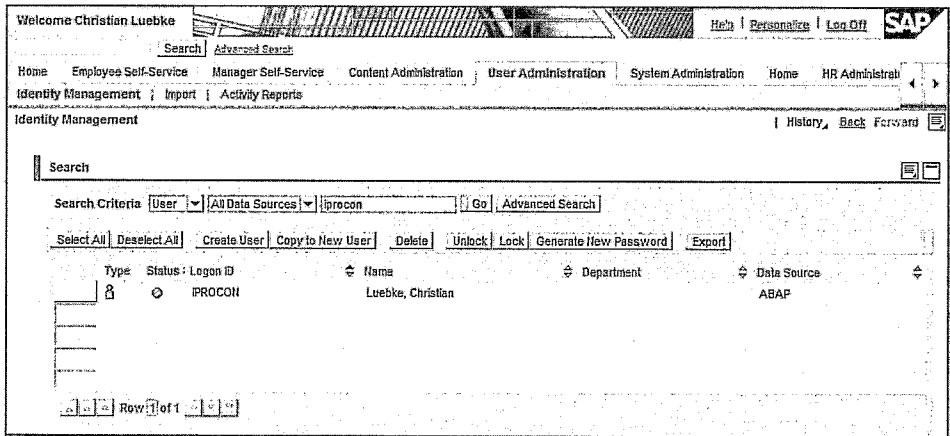 Welcome Christian Luebke
Help | Personalize | Log Off
SAP
Search Advanced Search
Home Employee Self-Service Manager Self-Service Content Administration User Administration System Administration Home HR Administrati
Identity Management | Import | Activity Reports
Identity Management
| History Back Forward
Search
Search Criteria User All Data Sources iprocon Go Advanced Search
Select All Deselect All Create User Copy to New User Delete Unlock Lock Generate New Password Export
Type Status Logon ID Name Department Data Source
IPROCON Luebke, Christian ABAP
Row 1 of 1